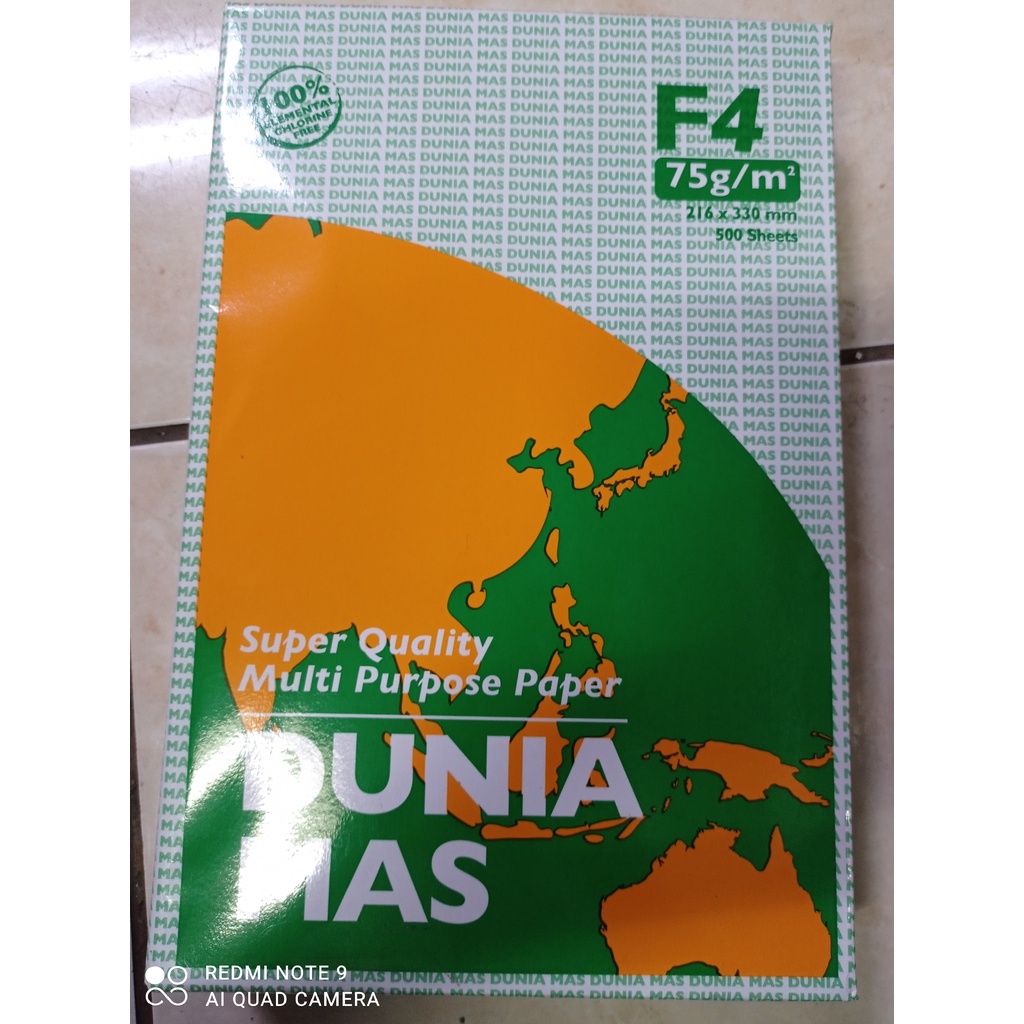 100%
ELEMENTAL
CHLORINE
FREE
F4
75g/m²
216 x 330 mm
500 Sheets
Super Quality
Multi Purpose Paper
DUNIA
MAS
REDMI NOTE 9
AI QUAD CAMERA